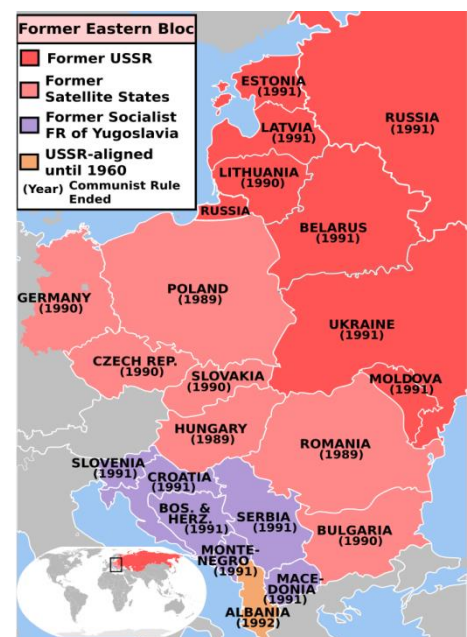 Former Eastern Bloc
Former USSR
Former
Satellite States
Former Socialist
FR of Yugoslavia
USSR-aligned
until 1960
(Year) Communist Rule
Ended
ESTONIA
(1991)
RUSSIA
(1991)
LATVIA
(1991)
LITHUANIA
(1990)
RUSSIA
BELARUS
(1991)
POLAND
(1989)
GERMANY
(1990)
UKRAINE
(1991)
CZECH REP.
(1990)
SLOVAKIA
(1990)
MOLDOVA
(1991)
HUNGARY
(1989)
ROMANIA
(1989)
SLOVENIA
(1991)
CROATIA
(1991)
BOS. &
HERZ.
(1991)
SERBIA
(1991)
BULGARIA
(1990)
MONTE-
NEGRO
(1991)
MACE-
DONIA
(1991)
ALBANIA
(1992)